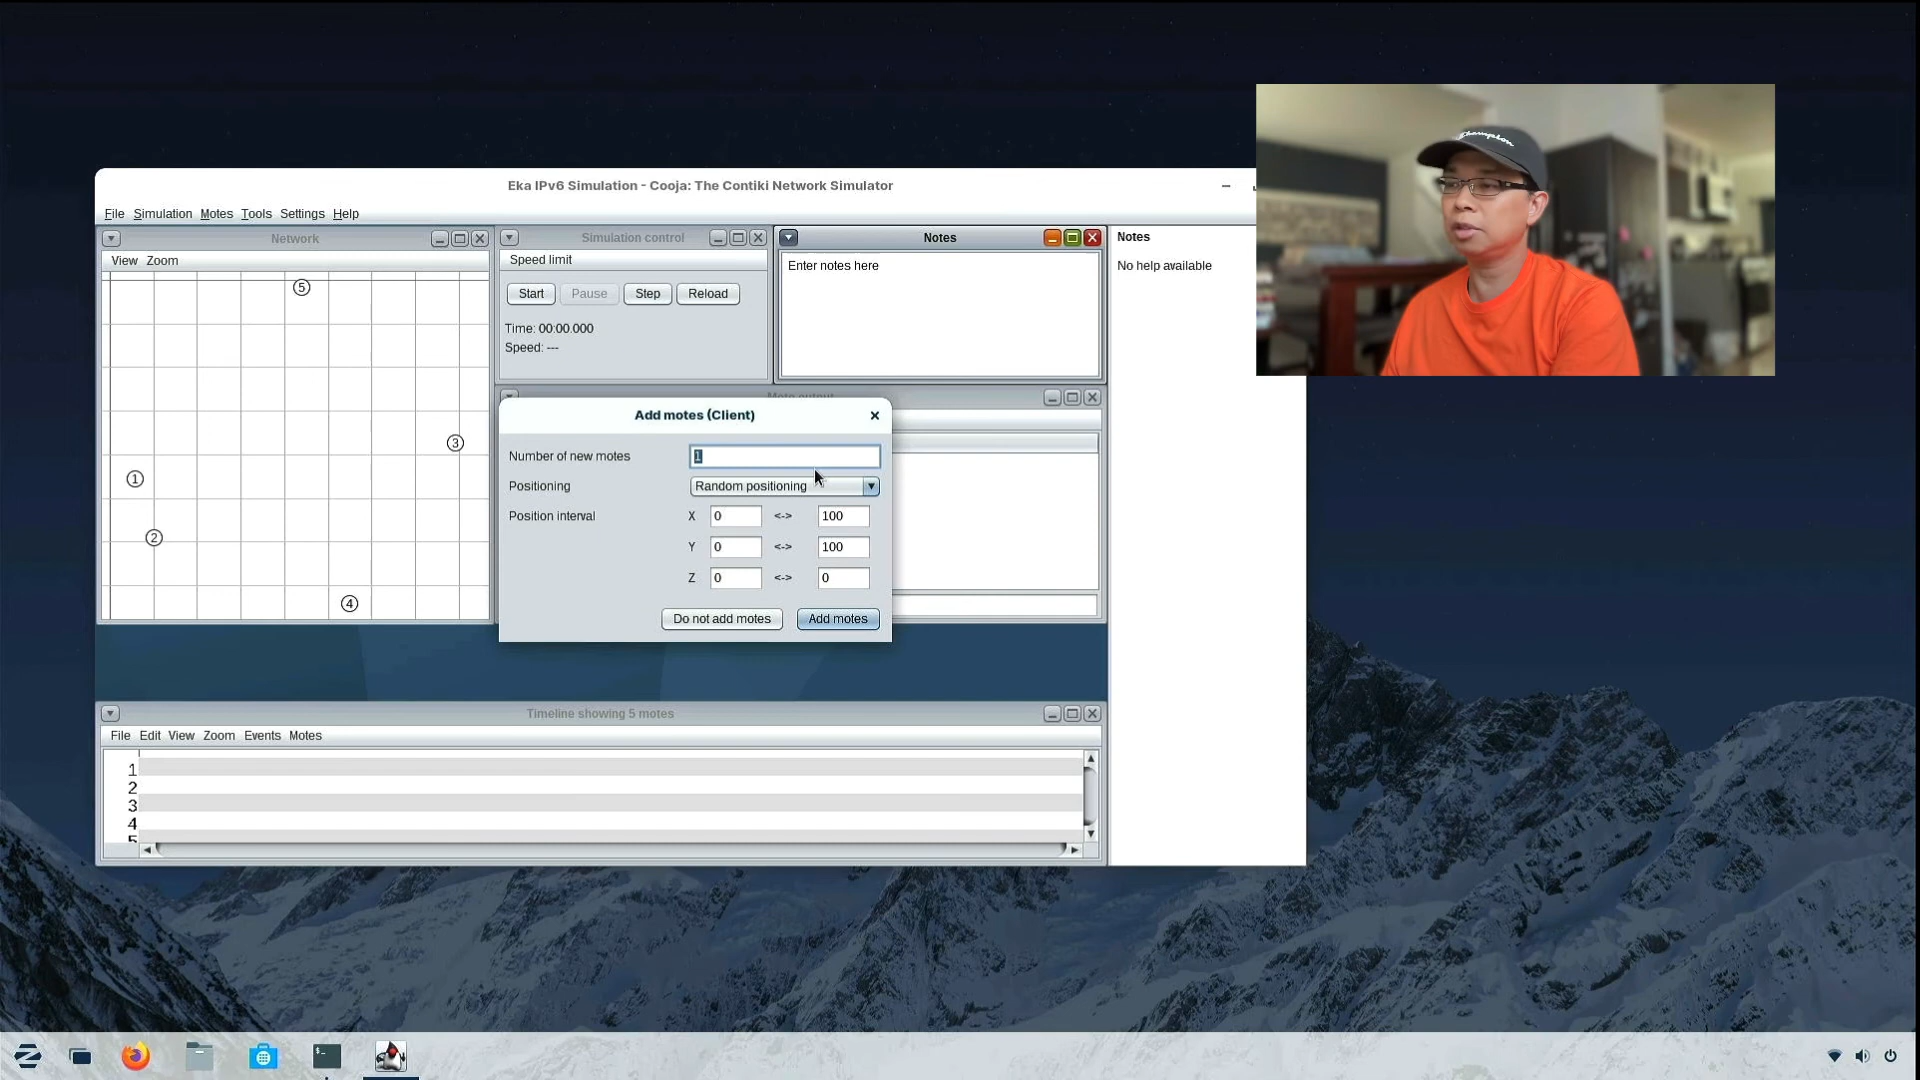 Champion
Eka IPv6 Simulation - Cooja: The Contiki Network Simulator
File Simulation Motes Tools Settings Help
Network
View Zoom
5
3
1
2
4
Simulation control
Speed limit
Start Pause Step Reload
Time: 00:00.000
Speed: ---
Notes
Enter notes here
Notes
No help available
Mote output
Add motes (Client)
Number of new motes 1
Positioning Random positioning
Position interval X 0 <-> 100
Y 0 <-> 100
Z 0 <-> 0
Do not add motes Add motes
Timeline showing 5 motes
File Edit View Zoom Events Motes
1
2
3
4
5